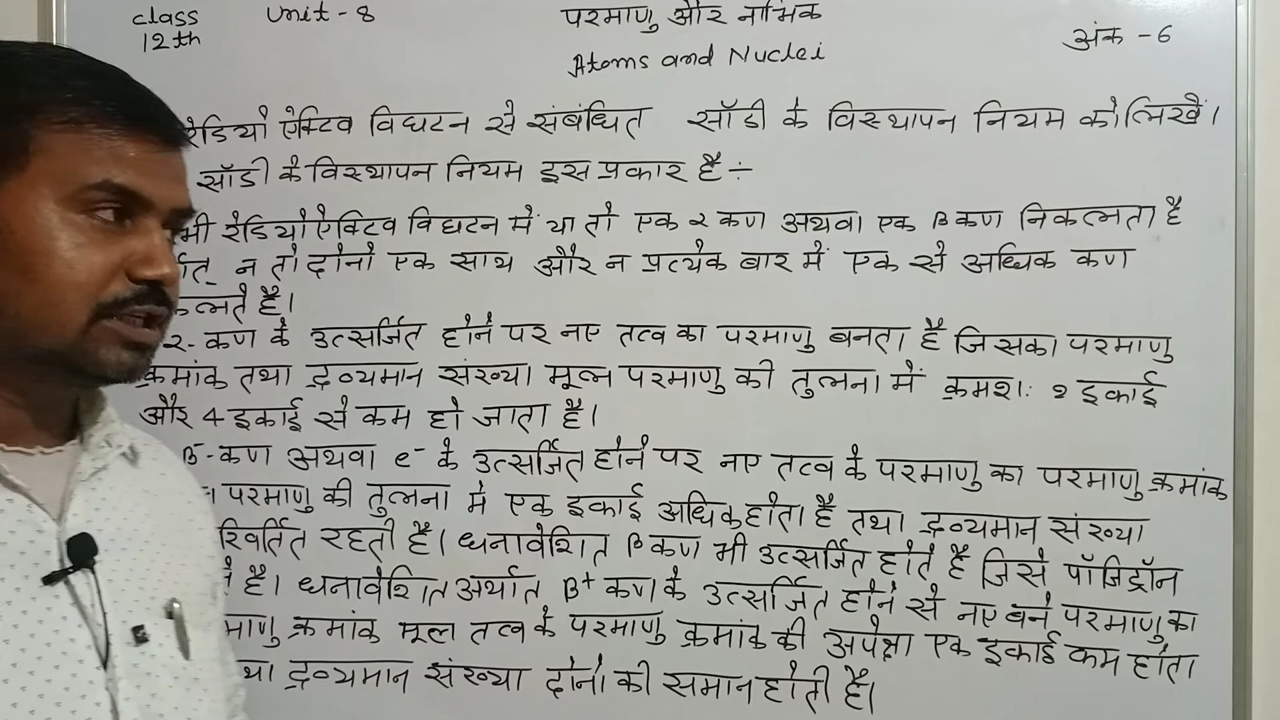 class Unit - 8 परमाणु और नाभिक
12th Atoms and Nuclei अंक - 6
रेडियो ऐक्टिव विघटन से संबंधित सॉडी के विस्थापन नियम को लिखें।
सॉडी के विस्थापन नियम इस प्रकार है ÷
भी रेडियोऐक्टिव विघटन में या तो एक α कण अथवा एक β कण निकलता है
न तो दोनो एक साथ और न प्रत्येक बार में एक से अधिक कण
लते है।
α - कण के उत्सर्जित होने पर नए तत्व का परमाणु बनता है जिसका परमाणु
क्रमांक तथा द्रव्यमान संख्या मूल परमाणु की तुलना में क्रमशः 2 इकाई
और 4 इकाई से कम हो जाता है।
β⁻ - कण अथवा e⁻ के उत्सर्जित होने पर नए तत्व के परमाणु का परमाणु क्रमांक
परमाणु की तुलना में एक इकाई अधिक होता है तथा द्रव्यमान संख्या
रिवर्तित रहती है। धनावेशित β कण भी उत्सर्जित होते है जिसे पॉजिट्रॉन
है। धनावेशित अर्थात β⁺ कण के उत्सर्जित होने से नए बने परमाणु का
माणु क्रमांक मूल तत्व के परमाणु क्रमांक की अपेक्षा एक इकाई कम होता
था द्रव्यमान संख्या दोनो की समान होती है।